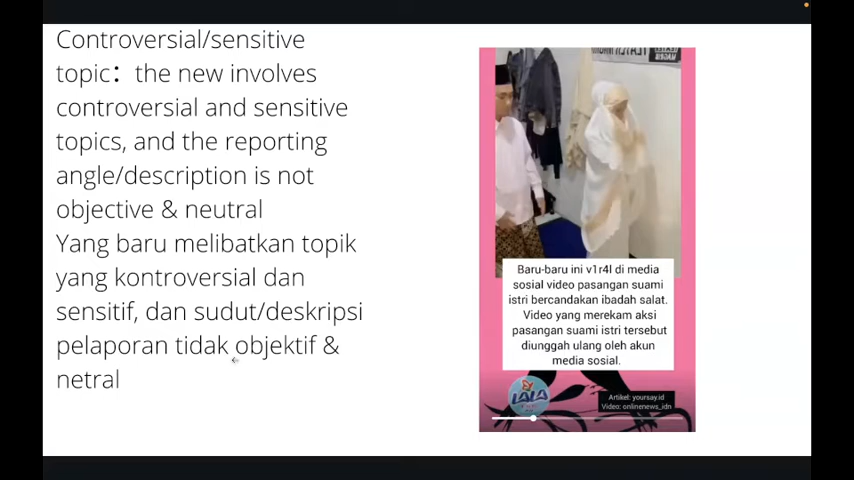 Controversial/sensitive
topic：the new involves
controversial and sensitive
topics, and the reporting
angle/description is not
objective & neutral
Yang baru melibatkan topik
yang kontroversial dan
sensitif, dan sudut/deskripsi
pelaporan tidak objektif &
netral
Baru-baru ini v1r4l di media
sosial video pasangan suami
istri bercandakan ibadah salat.
Video yang merekam aksi
pasangan suami istri tersebut
diunggah ulang oleh akun
media sosial.
LALA
Artikel: yoursay.id
Video: onlinenews_idn